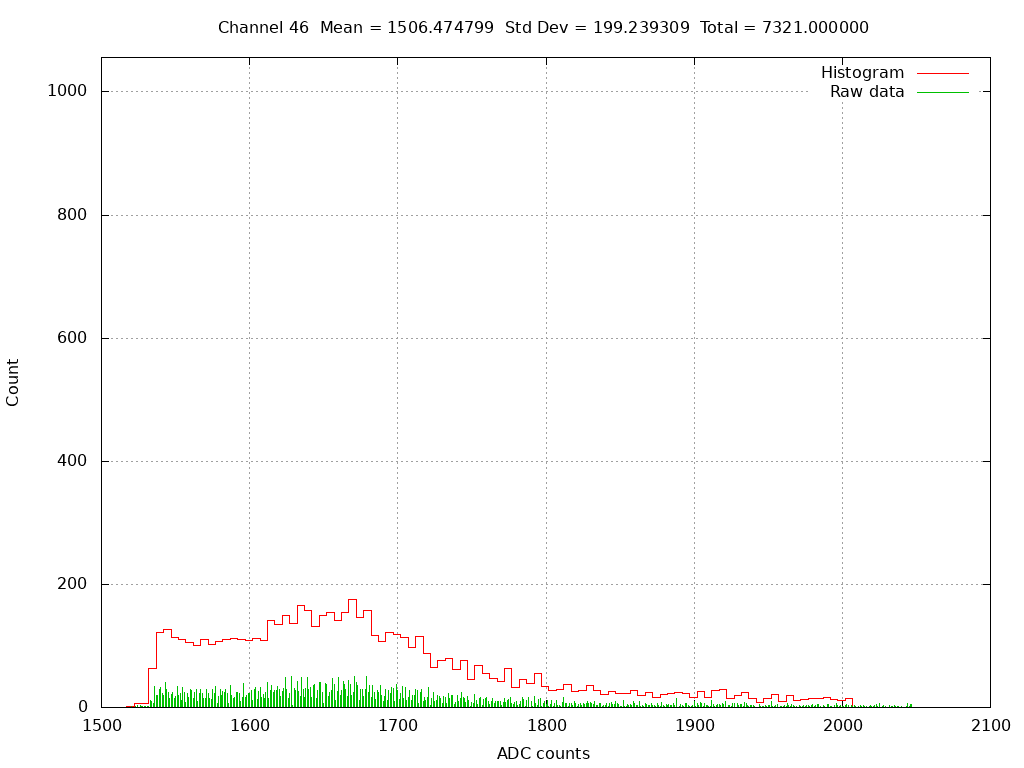 Channel 46  Mean = 1506.474799  Std Dev = 199.239309  Total = 7321.000000
Histogram
Raw data
1000
800
600
400
200
0
Count
1500 1600 1700 1800 1900 2000 2100
ADC counts